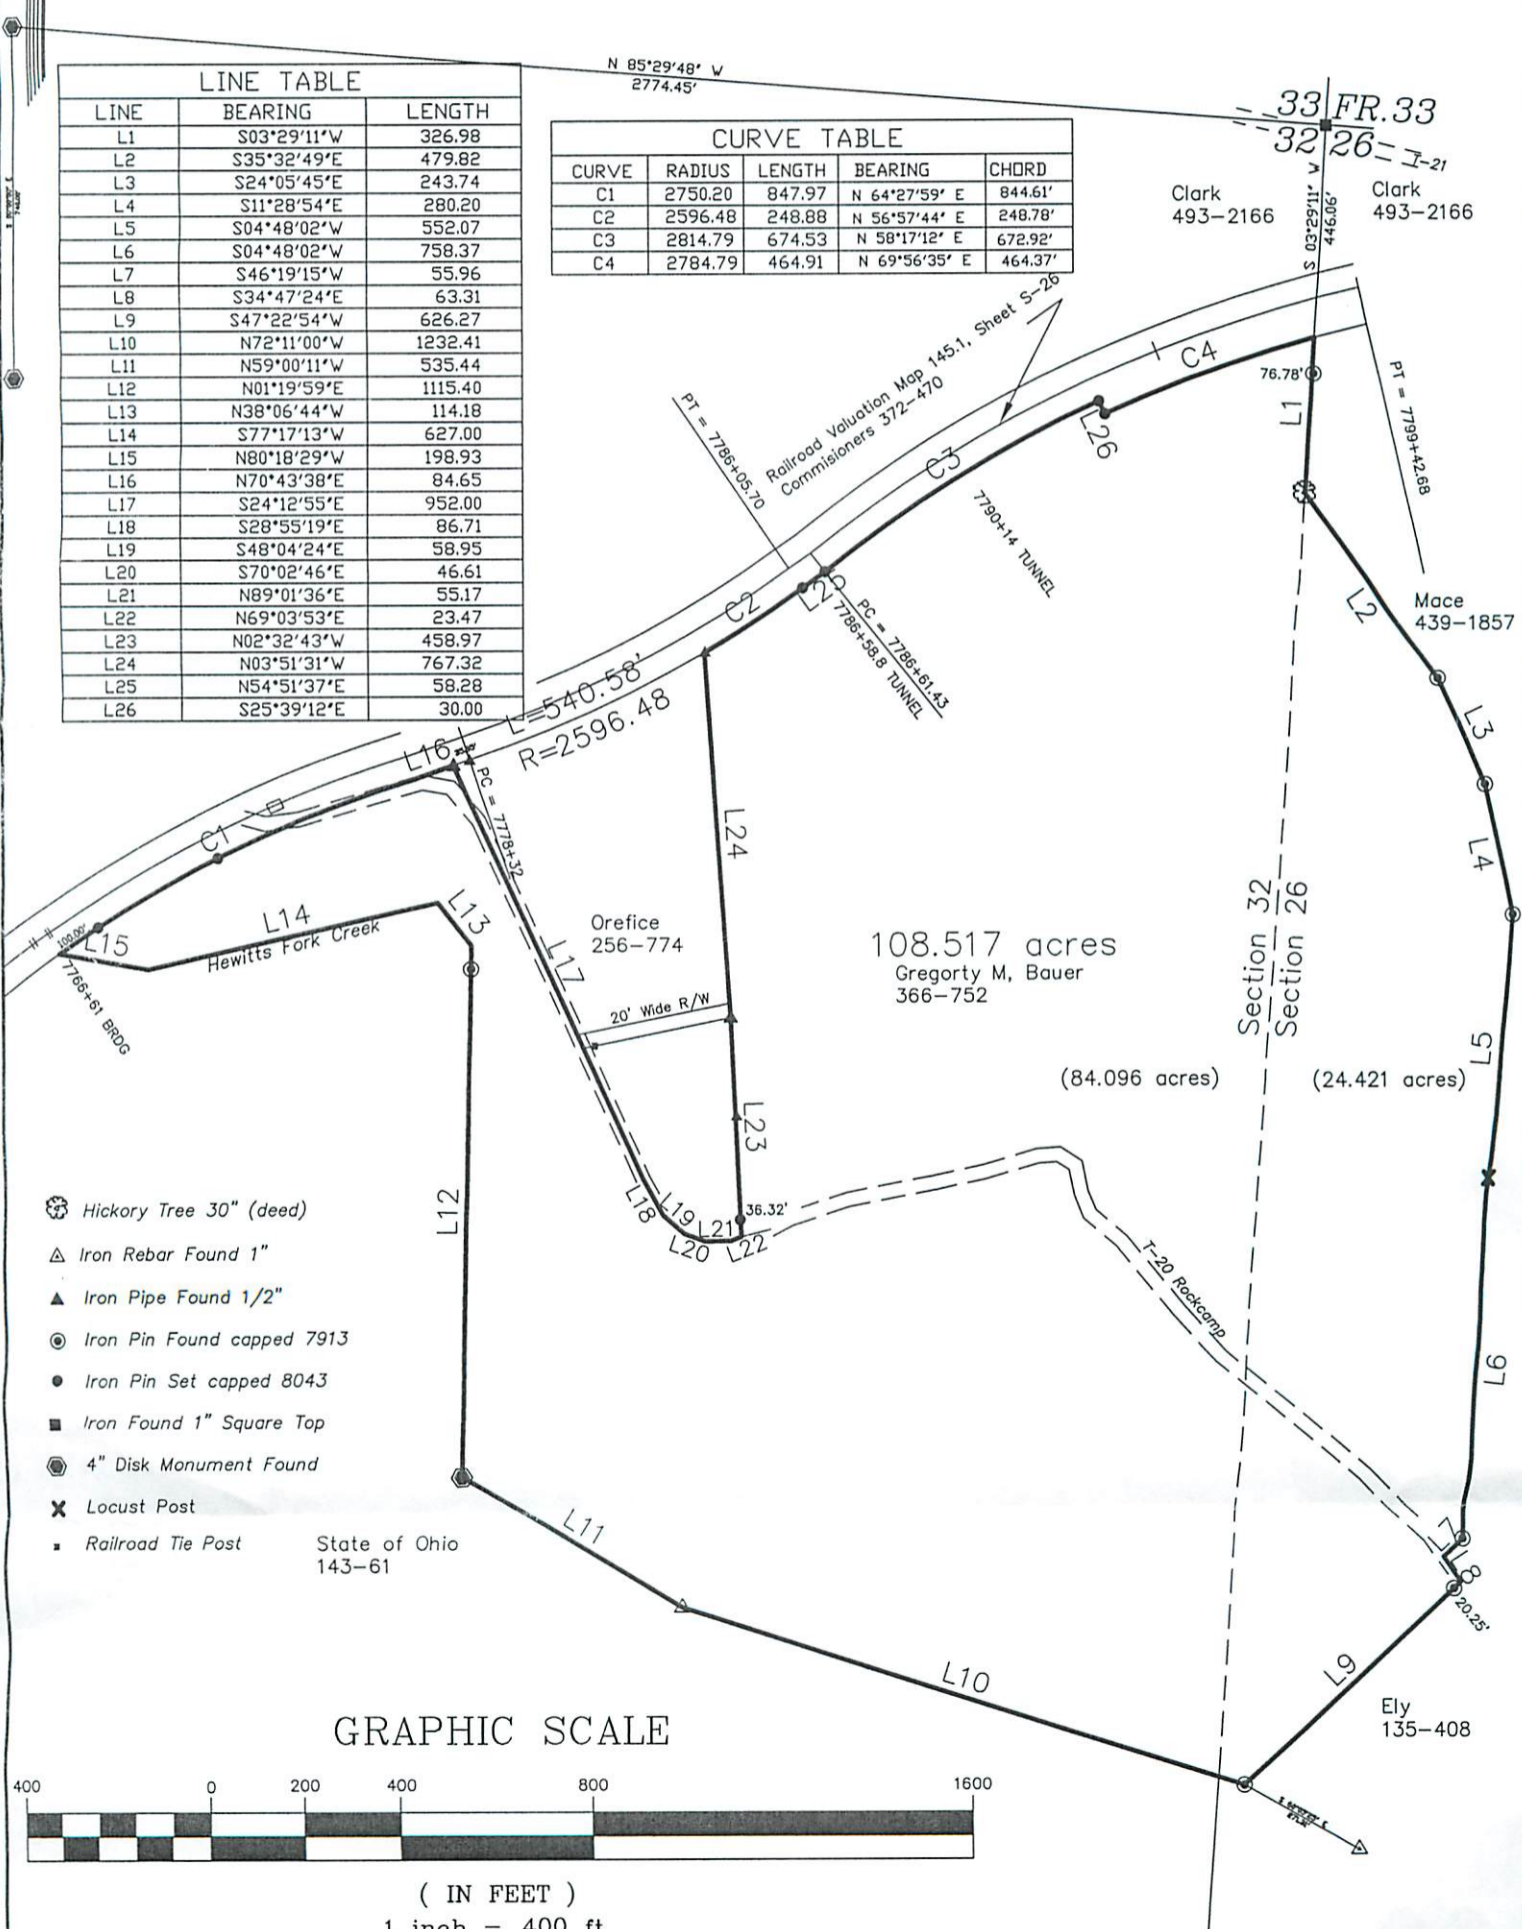 N 85°29'48" W
2774.45'
LINE TABLE
LINE BEARING LENGTH
L1 S03°29'11"W 326.98
L2 S35°32'49"E 479.82
L3 S24°05'45"E 243.74
L4 S11°28'54"E 280.20
L5 S04°48'02"W 552.07
L6 S04°48'02"W 758.37
L7 S46°19'15"W 55.96
L8 S34°47'24"E 63.31
L9 S47°22'54"W 626.27
L10 N72°11'00"W 1232.41
L11 N59°00'11"W 535.44
L12 N01°19'59"E 1115.40
L13 N38°06'44"W 114.18
L14 S77°17'13"W 627.00
L15 N80°18'29"W 198.93
L16 N70°43'38"E 84.65
L17 S24°12'55"E 952.00
L18 S28°55'19"E 86.71
L19 S48°04'24"E 58.95
L20 S70°02'46"E 46.61
L21 N89°01'36"E 55.17
L22 N69°03'53"E 23.47
L23 N02°32'43"W 458.97
L24 N03°51'31"W 767.32
L25 N54°51'37"E 58.28
L26 S25°39'12"E 30.00
CURVE TABLE
CURVE RADIUS LENGTH BEARING CHORD
C1 2750.20 847.97 N 64°27'59" E 844.61'
C2 2596.48 248.88 N 56°57'44" E 248.78'
C3 2814.79 674.53 N 58°17'12" E 672.92'
C4 2784.79 464.91 N 69°56'35" E 464.37'
33 FR.33
32 26
T-21
Clark
493-2166
Clark
493-2166
S 03°29'11" W
446.06'
Railroad Valuation Map 145.1, Sheet S-26
Commisioners 372-470
PT = 7786+05.70
PT = 7799+42.68
C4
76.78'
L1
L26
C3
7790+14 TUNNEL
L2
Mace
439-1857
C2
PC = 7786+61.43
7786+58.8 TUNNEL
L3
L=540.58'
R=2596.48
L16
PC = 7778+32
C1
L24
L4
L14
L13
Hewitts Fork Creek
L15
100.00'
7766+61 BRDG
Orefice
256-774
L17
108.517 acres
Gregorty M, Bauer
366-752
Section 32
Section 26
20' Wide R/W
L5
(84.096 acres)
(24.421 acres)
L23
L12
L18
L19
L20
L21
L22
36.32'
T-20 Rockcamp
L6
Hickory Tree 30" (deed)
Iron Rebar Found 1"
Iron Pipe Found 1/2"
Iron Pin Found capped 7913
Iron Pin Set capped 8043
Iron Found 1" Square Top
4" Disk Monument Found
Locust Post
Railroad Tie Post
State of Ohio
143-61
L11
L7
L8
20.25'
L10
L9
Ely
135-408
GRAPHIC SCALE
400 0 200 400 800 1600
( IN FEET )
1 inch = 400 ft